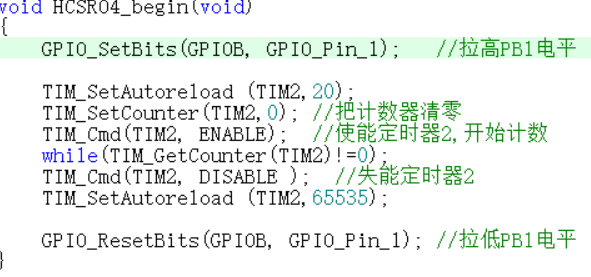 void HCSR04_begin(void)
{
GPIO_SetBits(GPIOB, GPIO_Pin_1); //拉高PB1电平
TIM_SetAutoreload (TIM2,20);
TIM_SetCounter(TIM2,0); //把计数器清零
TIM_Cmd(TIM2, ENABLE); //使能定时器2,开始计数
while(TIM_GetCounter(TIM2)!=0);
TIM_Cmd(TIM2, DISABLE ); //失能定时器2
TIM_SetAutoreload (TIM2,65535);
GPIO_ResetBits(GPIOB, GPIO_Pin_1); //拉低PB1电平
}